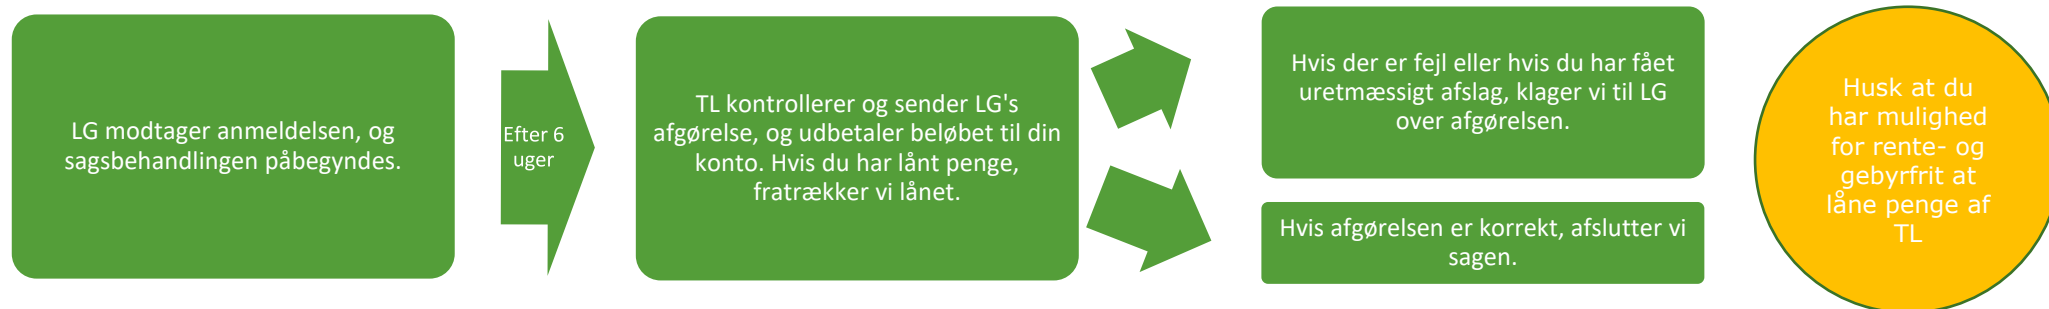 LG modtager anmeldelsen, og
sagsbehandlingen påbegyndes.
Efter 6
uger
TL kontrollerer og sender LG's
afgørelse, og udbetaler beløbet til din
konto. Hvis du har lånt penge,
fratrækker vi lånet.
Hvis der er fejl eller hvis du har fået
uretmæssigt afslag, klager vi til LG
over afgørelsen.
Hvis afgørelsen er korrekt, afslutter vi
sagen.
Husk at du
har mulighed
for rente- og
gebyrfrit at
låne penge af
TL